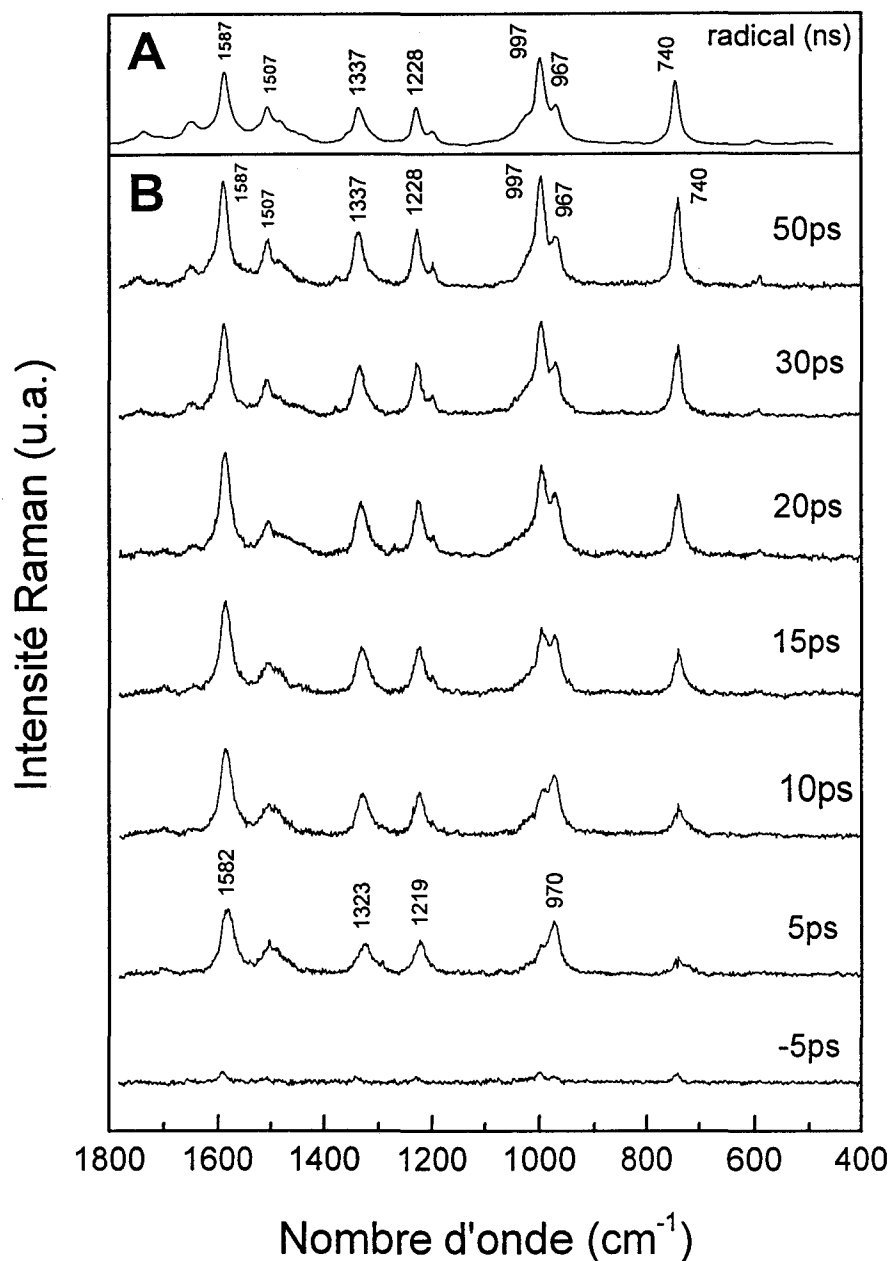 A
radical (ns)
1587
1507
1337
1228
997
967
740
B
1587
1507
1337
1228
997
967
740
50ps
30ps
20ps
15ps
10ps
1582
1323
1219
970
5ps
-5ps
1800 1600 1400 1200 1000 800 600 400
Nombre d'onde (cm⁻¹)
Intensité Raman (u.a.)